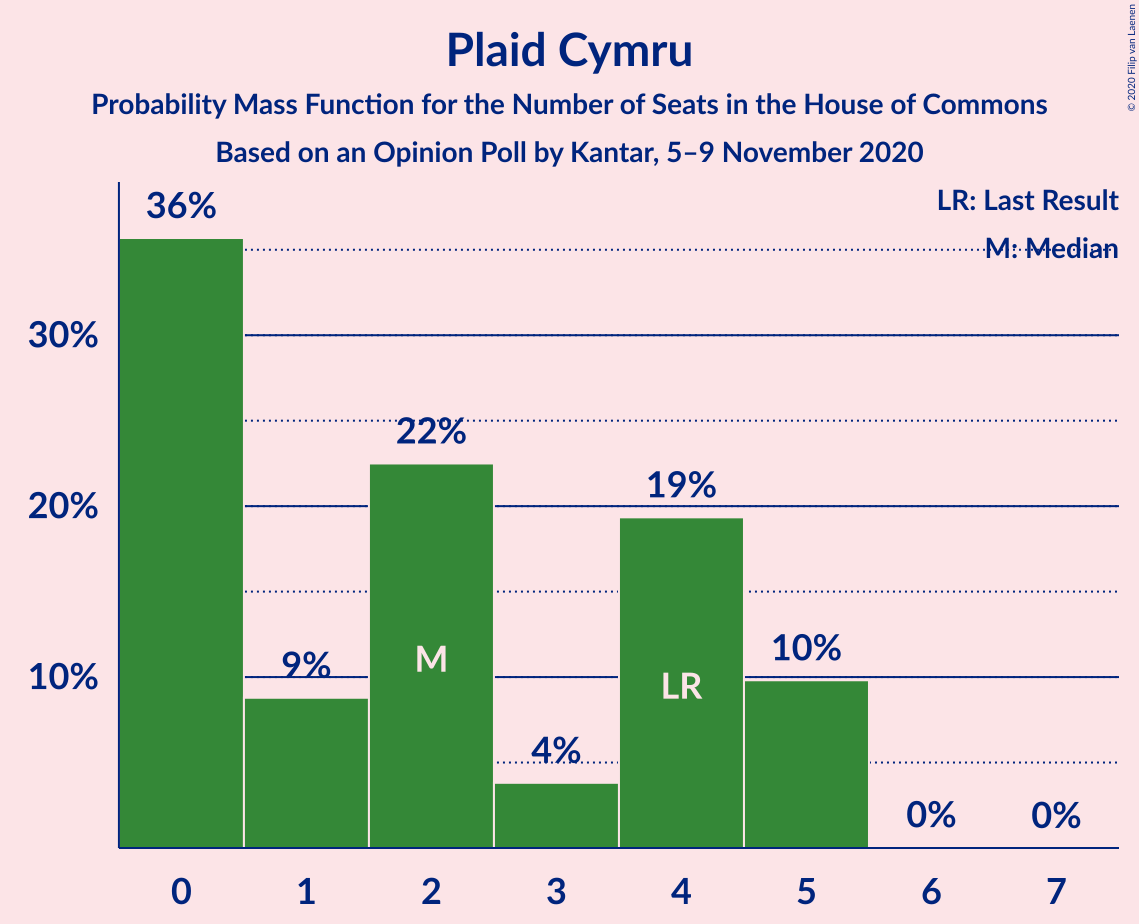 Plaid Cymru
Probability Mass Function for the Number of Seats in the House of Commons
Based on an Opinion Poll by Kantar, 5–9 November 2020
© 2020 Filip van Laenen
LR: Last Result
M: Median
36%
30%
22%
20%
19%
10%
9%
M
10%
LR
4%
0%
0%
0 1 2 3 4 5 6 7